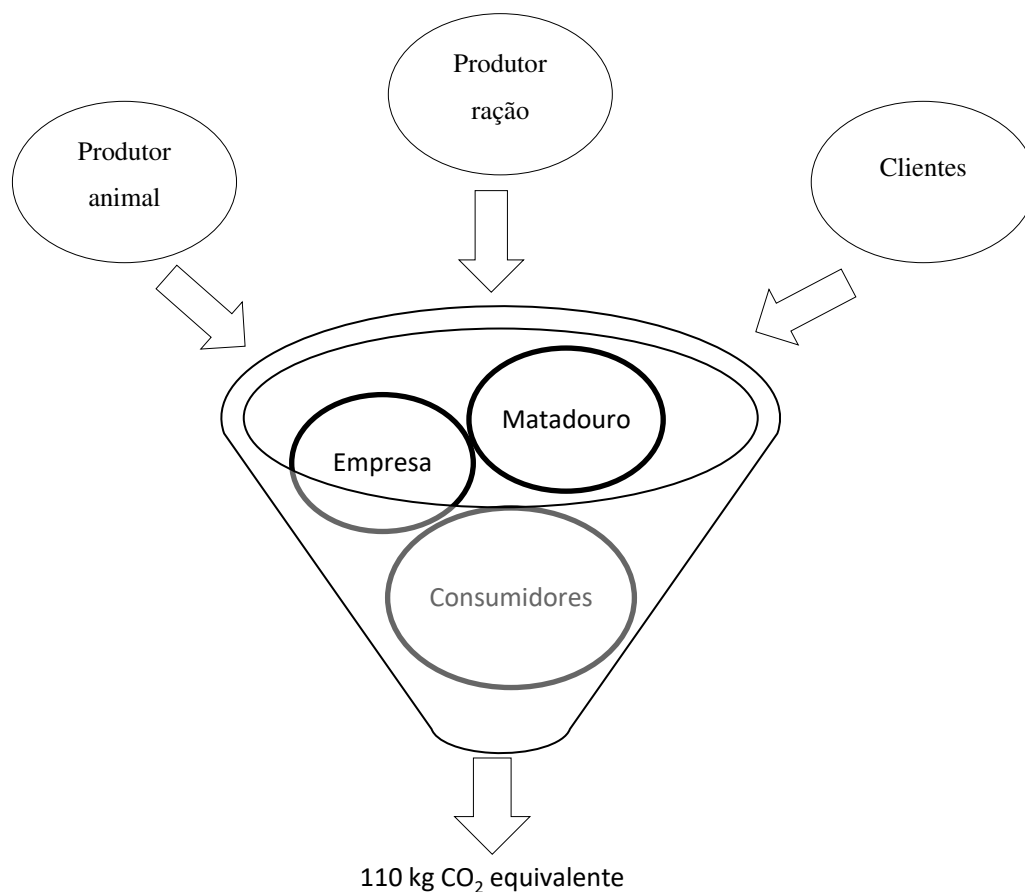 Produtor
ração
Produtor
animal
Clientes
Matadouro
Empresa
Consumidores
110 kg CO₂ equivalente